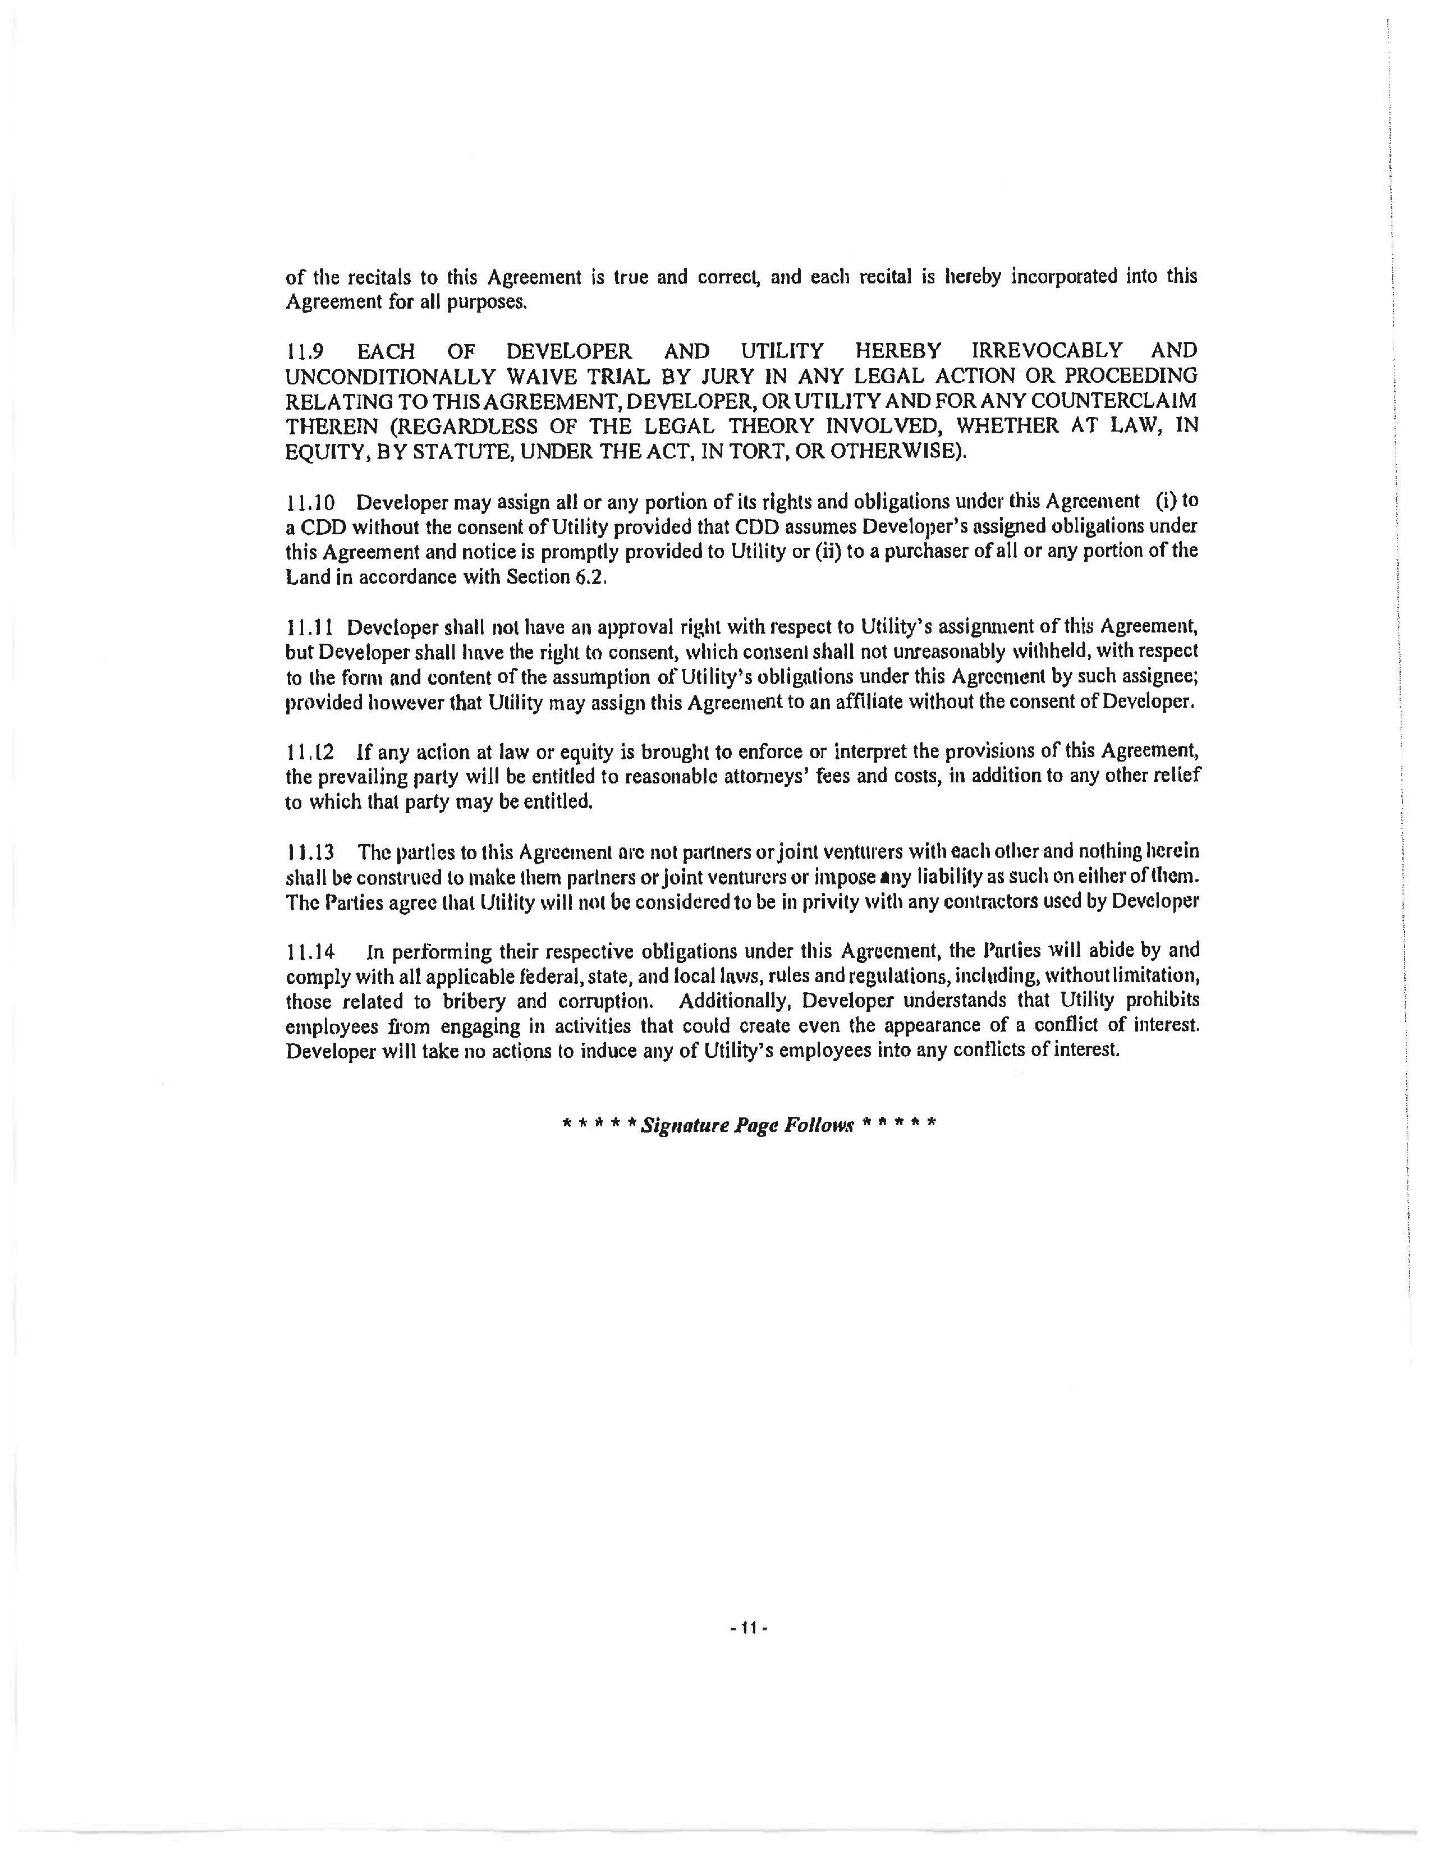 of the recitals to this Agreement is true and correct, and each recital is hereby incorporated into this
Agreement for all purposes.
11.9 EACH OF DEVELOPER AND UTILITY HEREBY IRREVOCABLY AND
UNCONDITIONALLY WAIVE TRIAL BY JURY IN ANY LEGAL ACTION OR PROCEEDING
RELATING TO THIS AGREEMENT, DEVELOPER, OR UTILITY AND FOR ANY COUNTERCLAIM
THEREIN (REGARDLESS OF THE LEGAL THEORY INVOLVED, WHETHER AT LAW, IN
EQUITY, BY STATUTE, UNDER THE ACT, IN TORT, OR OTHERWISE).
11.10 Developer may assign all or any portion of its rights and obligations under this Agreement (i) to
a CDD without the consent of Utility provided that CDD assumes Developer's assigned obligations under
this Agreement and notice is promptly provided to Utility or (ii) to a purchaser of all or any portion of the
Land in accordance with Section 6.2.
11.11 Developer shall not have an approval right with respect to Utility's assignment of this Agreement,
but Developer shall have the right to consent, which consent shall not unreasonably withheld, with respect
to the form and content of the assumption of Utility's obligations under this Agreement by such assignee;
provided however that Utility may assign this Agreement to an affiliate without the consent of Developer.
11.12 If any action at law or equity is brought to enforce or interpret the provisions of this Agreement,
the prevailing party will be entitled to reasonable attorneys' fees and costs, in addition to any other relief
to which that party may be entitled.
11.13 The parties to this Agreement are not partners or joint venturers with each other and nothing herein
shall be construed to make them partners or joint venturers or impose any liability as such on either of them.
The Parties agree that Utility will not be considered to be in privity with any contractors used by Developer
11.14 In performing their respective obligations under this Agreement, the Parties will abide by and
comply with all applicable federal, state, and local laws, rules and regulations, including, without limitation,
those related to bribery and corruption. Additionally, Developer understands that Utility prohibits
employees from engaging in activities that could create even the appearance of a conflict of interest.
Developer will take no actions to induce any of Utility's employees into any conflicts of interest.
* * * * * Signature Page Follows * * * * *
- 11 -